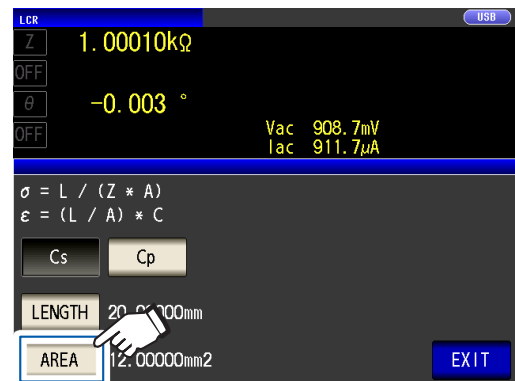 LCR USB
Z 1.00010kΩ
OFF
θ -0.003 °
OFF
Vac 908.7mV
Iac 911.7μA
σ = L / (Z * A)
ε = (L / A) * C
Cs Cp
LENGTH
AREA 12.00000mm2 EXIT